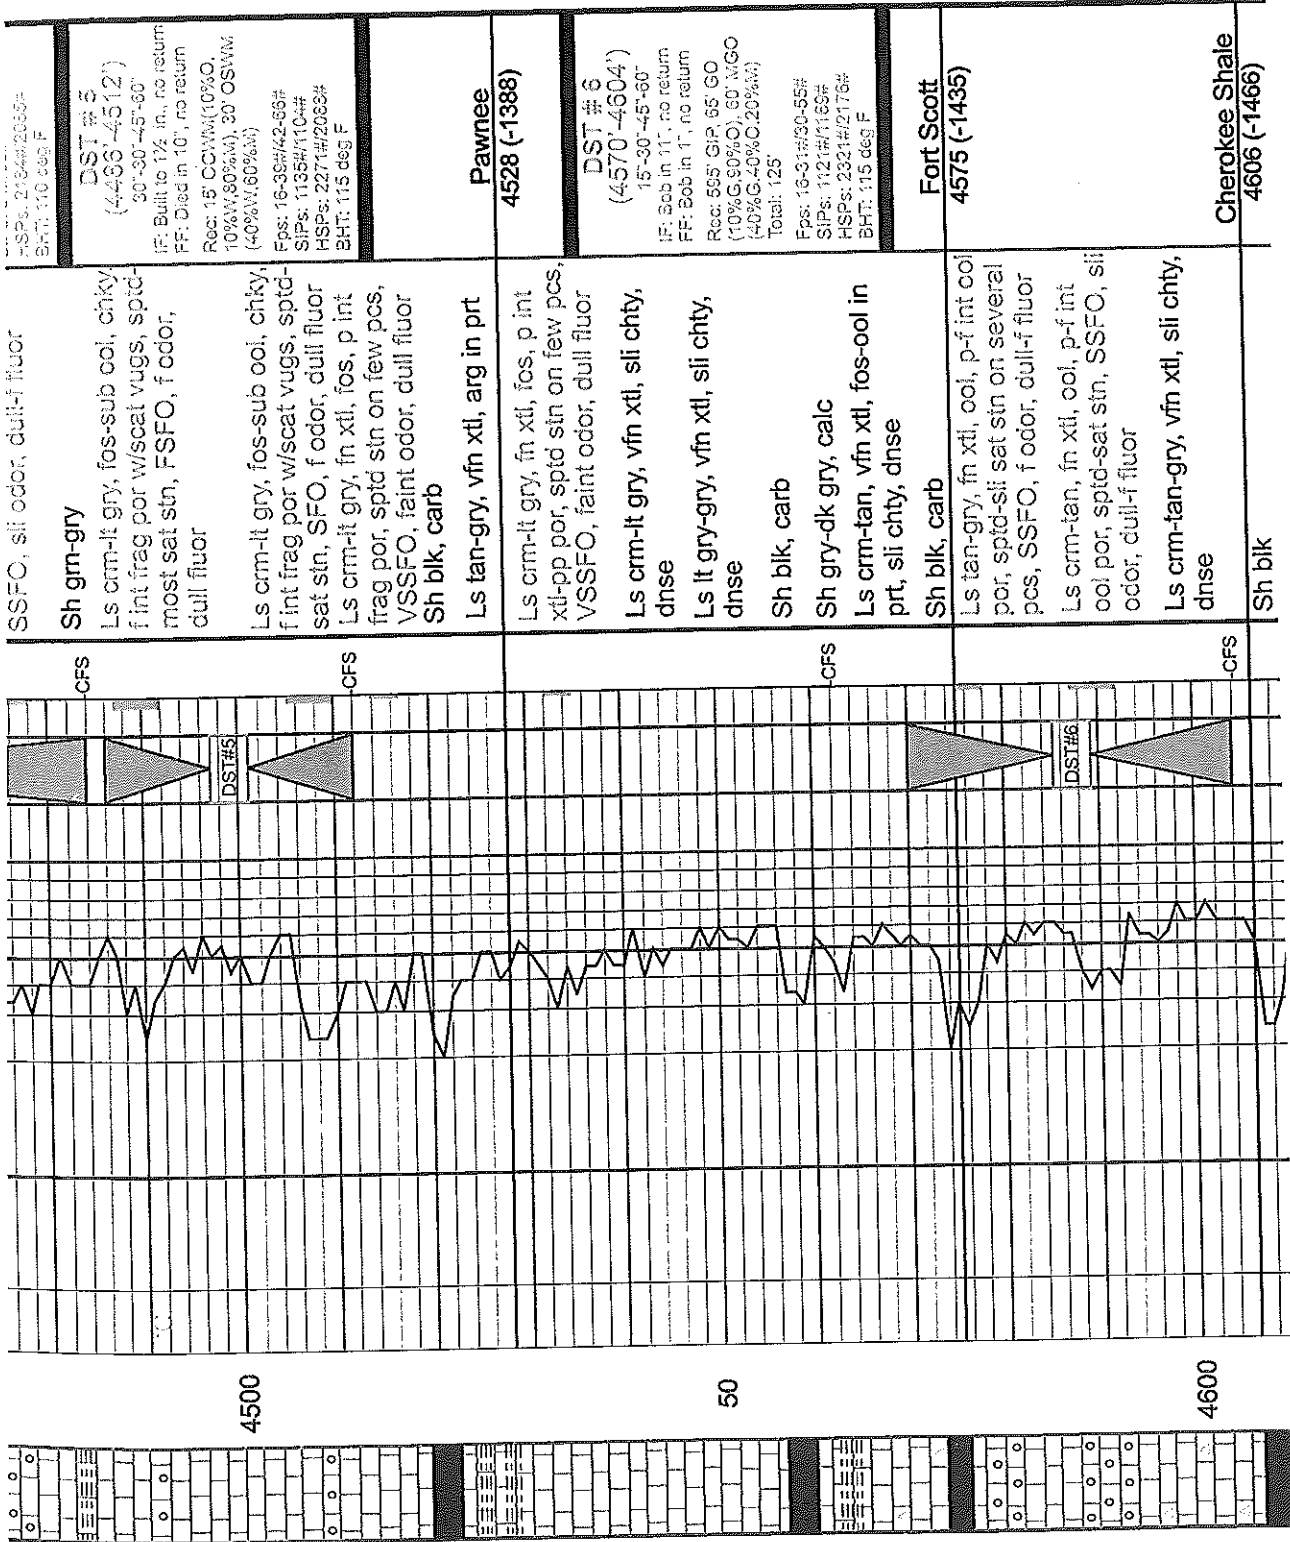 HSPs: 2184#/2055#
BHT: 110 deg F
DST # 5
(4486'-4512')
30"-30"-45"-60"
IF: Built to 1½ in., no return
FF: Died in 10", no return
Rec: 15' CCWM(10%O,
10%W,80%M), 30' OSWM
(40%W,60%M)
Fps: 16-39#/42-56#
SIPs: 1135#/1104#
HSPs: 2271#/2083#
BHT: 115 deg F
Pawnee
4528 (-1388)
DST # 6
(4570'-4604')
15"-30"-45"-60"
IF: Bob in 11", no return
FF: Bob in 17", no return
Rec: 595' GIP, 65' GO
(10%G,90%O), 60' MGO
(40%G,40%O,20%M)
Total: 125'
Fps: 16-31#/30-55#
SIPs: 1121#/1169#
HSPs: 2321#/2176#
BHT: 115 deg F
Fort Scott
4575 (-1435)
Cherokee Shale
4606 (-1466)
SSFO, sli odor, dull-f fluor
Sh grn-gry
Ls crm-lt gry, fos-sub ool, chky,
f int frag por w/scat vugs, sptd-
most sat stn, FSFO, f odor,
dull fluor
Ls crm-lt gry, fos-sub ool, chky,
f int frag por w/scat vugs, sptd-
sat stn, SFO, f odor, dull fluor
Ls crm-lt gry, fn xtl, fos, p int
frag por, sptd stn on few pcs,
VSSFO, faint odor, dull fluor
Sh blk, carb
Ls tan-gry, vfn xtl, arg in prt
Ls crm-lt gry, fn xtl, fos, p int
xtl-pp por, sptd stn on few pcs,
VSSFO, faint odor, dull fluor
Ls crm-lt gry, vfn xtl, sli chty,
dnse
Ls lt gry-gry, vfn xtl, sli chty,
dnse
Sh blk, carb
Sh gry-dk gry, calc
Ls crm-tan, vfn xtl, fos-ool in
prt, sli chty, dnse
Sh blk, carb
Ls tan-gry, fn xtl, ool, p-f int ool
por, sptd-sli sat stn on several
pcs, SSFO, f odor, dull-f fluor
Ls crm-tan, fn xtl, ool, p-f int
ool por, sptd-sat stn, SSFO, sli
odor, dull-f fluor
Ls crm-tan-gry, vfn xtl, sli chty,
dnse
Sh blk
CFS
CFS
CFS
CFS
DST#5
DST#6
4500
50
4600